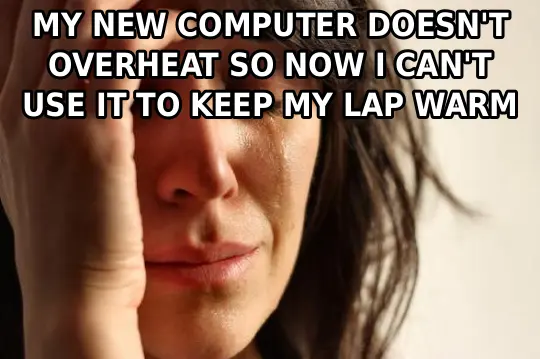 MY NEW COMPUTER DOESN'T
OVERHEAT SO NOW I CAN'T
USE IT TO KEEP MY LAP WARM